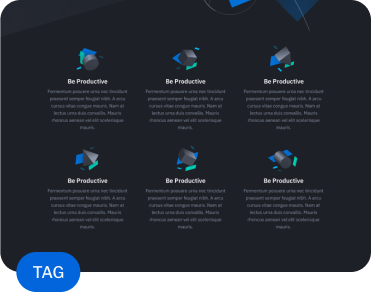 Be Productive
Fermentum posuere urna nec tincidunt
praesent semper feugiat nibh. A arcu
cursus vitae congue mauris. Nam at
lectus urna duis convallis. Mauris
rhoncus aenean vel elit scelerisque
mauris.
Be Productive
Fermentum posuere urna nec tincidunt
praesent semper feugiat nibh. A arcu
cursus vitae congue mauris. Nam at
lectus urna duis convallis. Mauris
rhoncus aenean vel elit scelerisque
mauris.
Be Productive
Fermentum posuere urna nec tincidunt
praesent semper feugiat nibh. A arcu
cursus vitae congue mauris. Nam at
lectus urna duis convallis. Mauris
rhoncus aenean vel elit scelerisque
mauris.
Be Productive
Fermentum posuere urna nec tincidunt
praesent semper feugiat nibh. A arcu
cursus vitae congue mauris. Nam at
lectus urna duis convallis. Mauris
rhoncus aenean vel elit scelerisque
mauris.
Be Productive
Fermentum posuere urna nec tincidunt
praesent semper feugiat nibh. A arcu
cursus vitae congue mauris. Nam at
lectus urna duis convallis. Mauris
rhoncus aenean vel elit scelerisque
mauris.
Be Productive
Fermentum posuere urna nec tincidunt
praesent semper feugiat nibh. A arcu
cursus vitae congue mauris. Nam at
lectus urna duis convallis. Mauris
rhoncus aenean vel elit scelerisque
mauris.
TAG